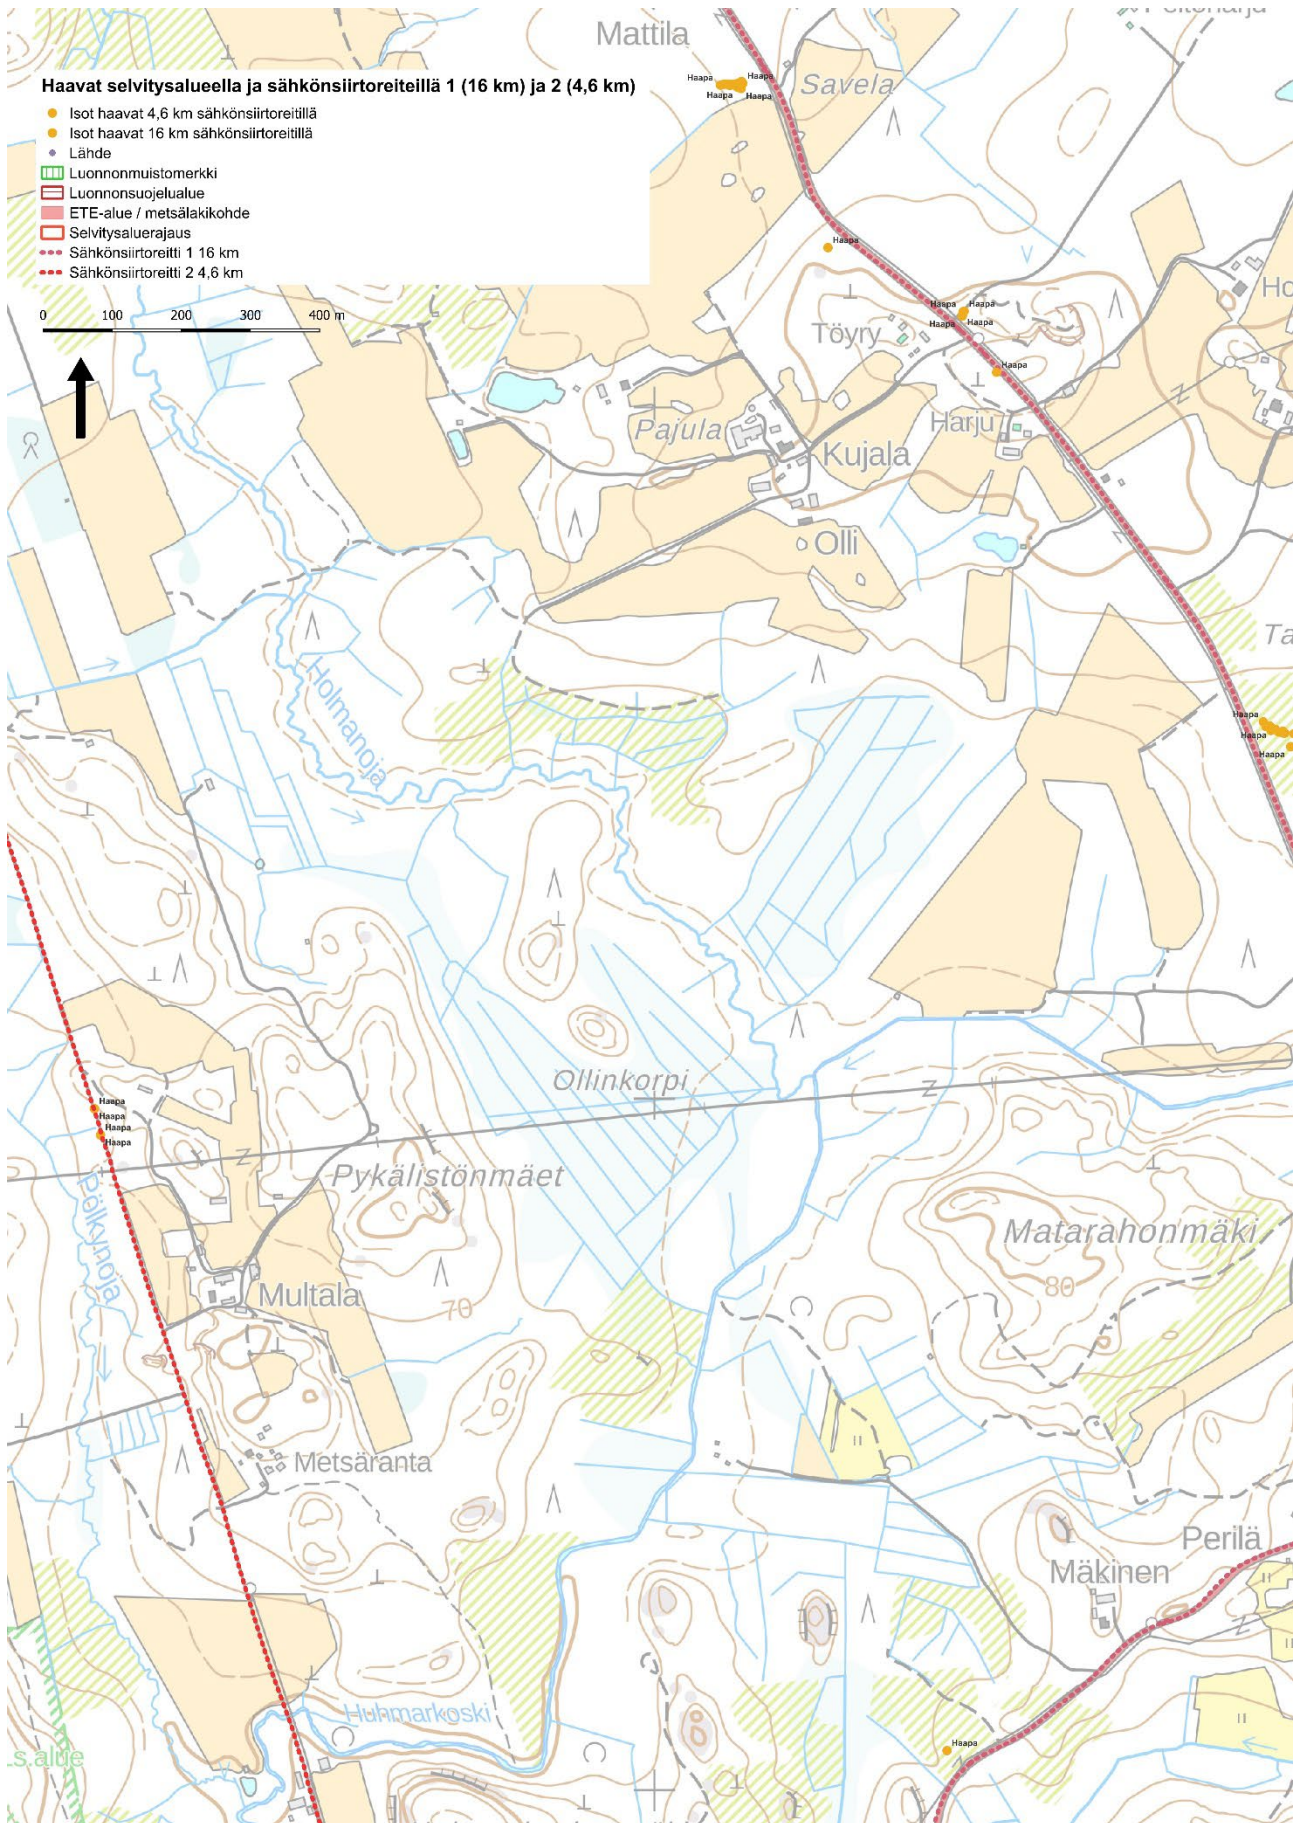 Mattila
Haapa
Haapa
Haapa
Haapa
Savela
Haavat selvitysalueella ja sähkönsiirtoreiteillä 1 (16 km) ja 2 (4,6 km)
Isot haavat 4,6 km sähkönsiirtoreitillä
Isot haavat 16 km sähkönsiirtoreitillä
Lähde
Luonnonmuistomerkki
Luonnonsuojelualue
ETE-alue / metsälakikohde
Selvitysaluerajaus
Sähkönsiirtoreitti 1 16 km
Sähkönsiirtoreitti 2 4,6 km
0 100 200 300 400 m
Haapa
Haapa
Haapa
Haapa
Haapa
Töyry
Haapa
Harju
Pajula
Kujala
Olli
Ta
Holmanoja
Haapa
Haapa
Haapa
Ollinkorpi
Haapa
Haapa
Haapa
Haapa
Pykälistönmäet
Pölkynoja
Matarahonmäki
80
Multala
70
Metsäranta
Perilä
Mäkinen
Huhmarkoski
Haapa
s.alue